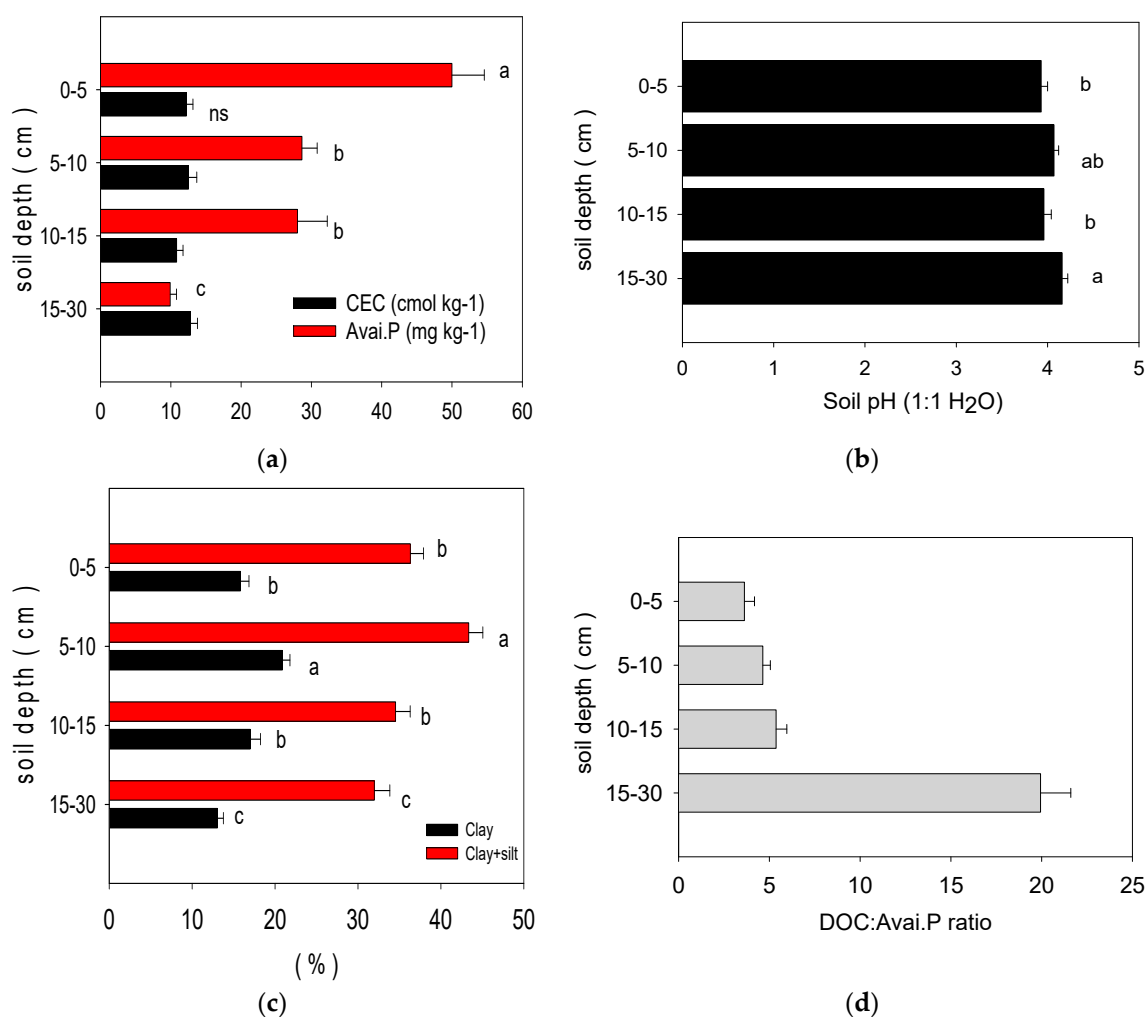 0-5
a
ns
5-10
b
10-15
b
15-30
c
CEC (cmol kg-1)
Avai.P (mg kg-1)
soil depth ( cm )
0 10 20 30 40 50 60
(a)
0-5
b
5-10
ab
10-15
b
15-30
a
soil depth ( cm )
0 1 2 3 4 5
Soil pH (1:1 H2O)
(b)
0-5
b
b
5-10
a
a
10-15
b
b
15-30
c
c
Clay
Clay+silt
soil depth ( cm )
0 10 20 30 40 50
( % )
(c)
0-5
5-10
10-15
15-30
soil depth ( cm )
0 5 10 15 20 25
DOC:Avai.P ratio
(d)